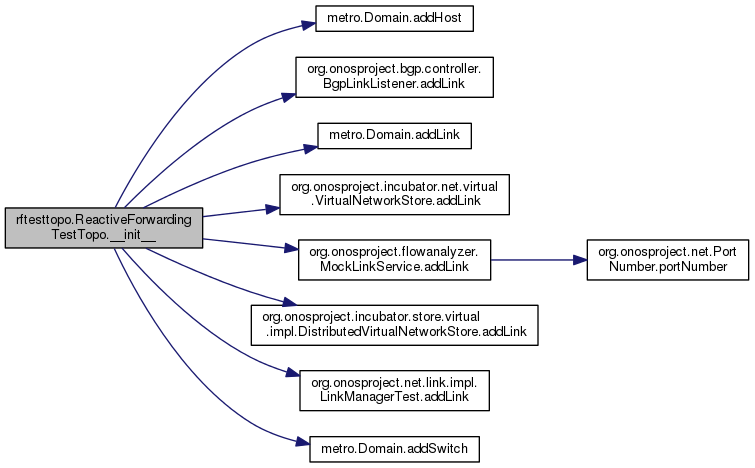 metro.Domain.addHost
org.onosproject.bgp.controller.
BgpLinkListener.addLink
metro.Domain.addLink
org.onosproject.incubator.net.virtual
.VirtualNetworkStore.addLink
rftesttopo.ReactiveForwarding
TestTopo.__init__
org.onosproject.flowanalyzer.
MockLinkService.addLink
org.onosproject.net.Port
Number.portNumber
org.onosproject.incubator.store.virtual
.impl.DistributedVirtualNetworkStore.addLink
org.onosproject.net.link.impl.
LinkManagerTest.addLink
metro.Domain.addSwitch